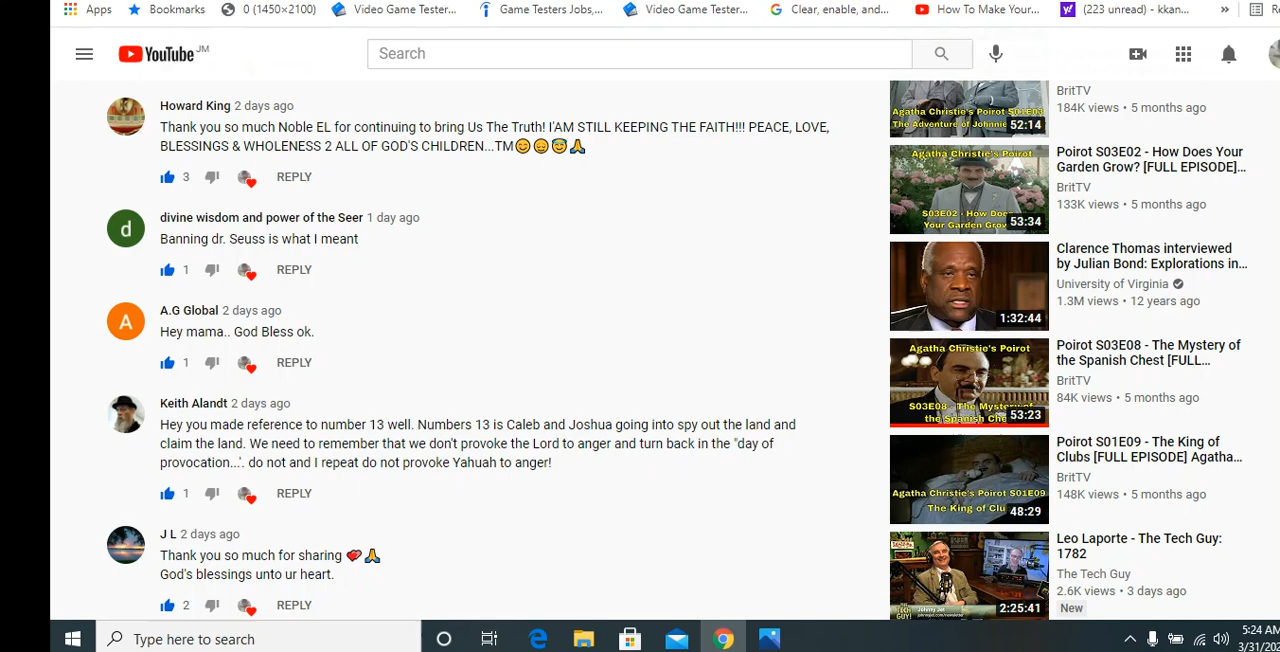 Apps
Bookmarks
0 (1450×2100)
Video Game Tester...
Game Testers Jobs,...
Video Game Tester...
Clear, enable, and...
How To Make Your...
(223 unread) - kkan...
»
YouTube JM
Search
Howard King 2 days ago
Thank you so much Noble EL for continuing to bring Us The Truth! I'AM STILL KEEPING THE FAITH!!! PEACE, LOVE,
BLESSINGS & WHOLENESS 2 ALL OF GOD'S CHILDREN...TM😊😑😇🙏
3 REPLY
d
divine wisdom and power of the Seer 1 day ago
Banning dr. Seuss is what I meant
1 REPLY
A
A.G Global 2 days ago
Hey mama.. God Bless ok.
1 REPLY
Keith Alandt 2 days ago
Hey you made reference to number 13 well. Numbers 13 is Caleb and Joshua going into spy out the land and
claim the land. We need to remember that we don't provoke the Lord to anger and turn back in the "day of
provocation...'. do not and I repeat do not provoke Yahuah to anger!
1 REPLY
J L 2 days ago
Thank you so much for sharing 💝🙏
God's blessings unto ur heart.
2 REPLY
Agatha Christie's Poirot S01E03
The Adventure of Johnnie
52:14
BritTV
184K views • 5 months ago
Agatha Christie's Poirot
S03E02 - How Does
Your Garden Grow
53:34
Poirot S03E02 - How Does Your
Garden Grow? [FULL EPISODE]...
BritTV
133K views • 5 months ago
1:32:44
Clarence Thomas interviewed
by Julian Bond: Explorations in...
University of Virginia
1.3M views • 12 years ago
Agatha Christie's Poirot
S03E08 - The Mystery of
the Spanish Che
53:23
Poirot S03E08 - The Mystery of
the Spanish Chest [FULL...
BritTV
84K views • 5 months ago
Agatha Christie's Poirot S01E09
The King of Clu
48:29
Poirot S01E09 - The King of
Clubs [FULL EPISODE] Agatha...
BritTV
148K views • 5 months ago
THE TECH GUY!
Johnny Jet
2:25:41
Leo Laporte - The Tech Guy:
1782
The Tech Guy
2.6K views • 3 days ago
New
Type here to search
5:24 AM
3/31/202